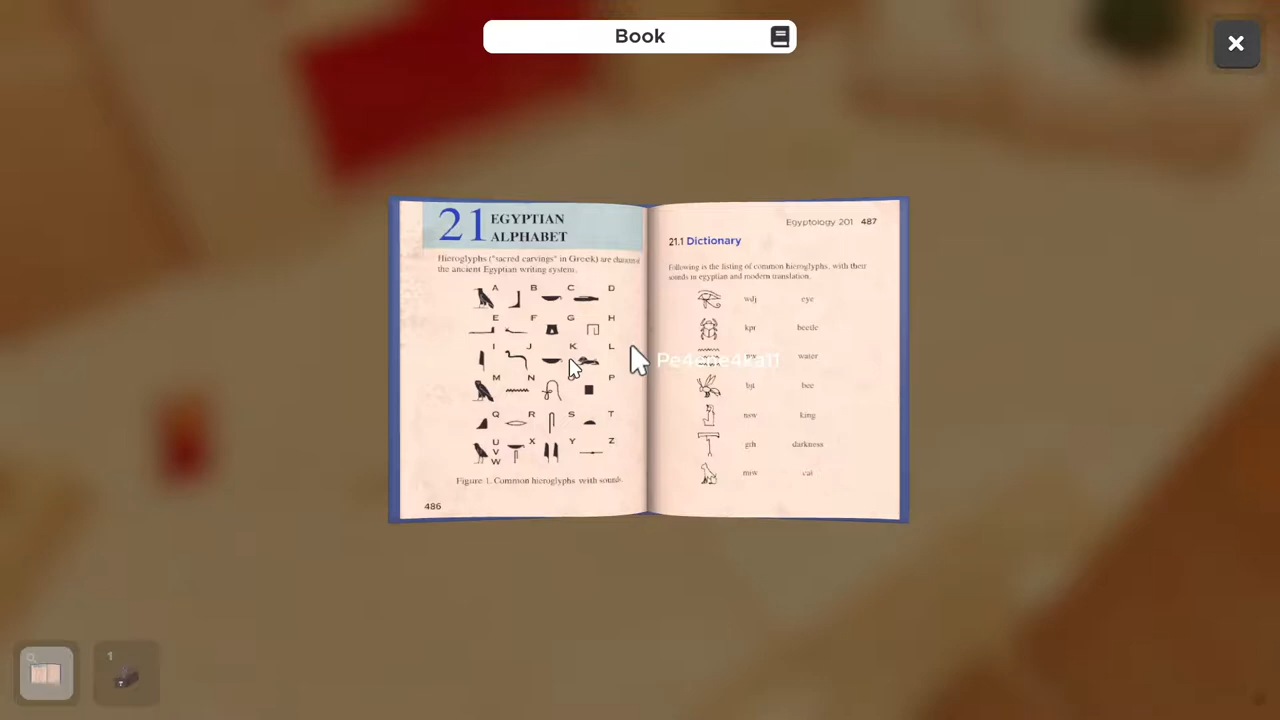 Book
21 EGYPTIAN
ALPHABET
Hieroglyphs ("sacred carvings" in Greek) are
the ancient Egyptian writing system.
A B C D
E F G H
I J K L
M N P
Q R S T
U
V
W
X Y Z
Figure 1. Common hieroglyphs with sounds.
486
Egyptology 201 487
21.1 Dictionary
Following is the listing of common hieroglyphs, with their
sounds in egyptian and modern translation.
wdj eye
kpr beetle
water
bjt bee
nsw king
grh darkness
miw cat
Pe4ene4ka11
1